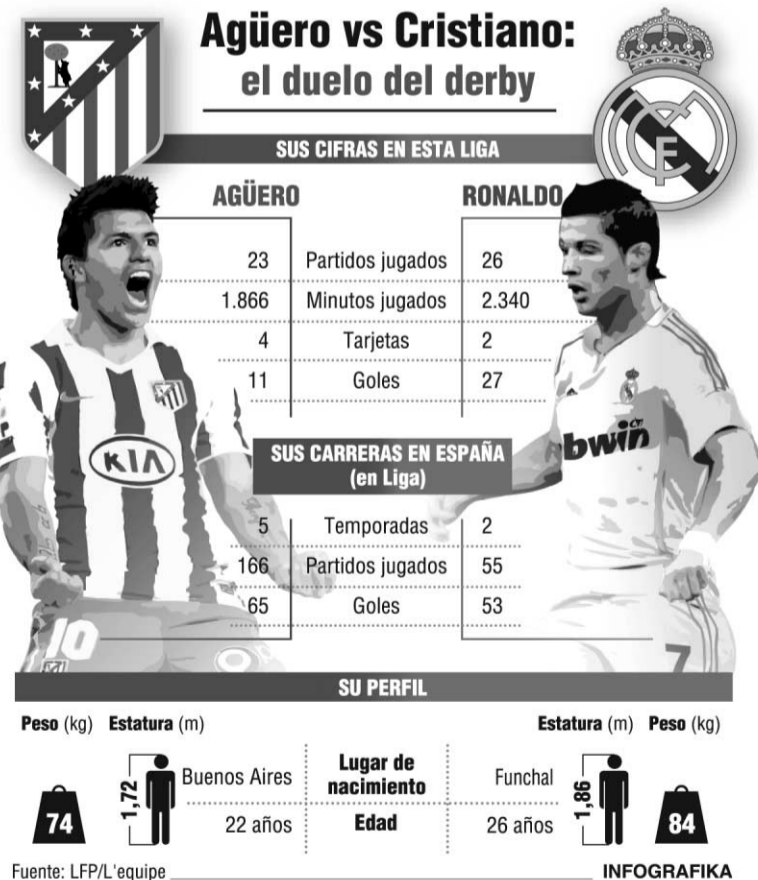 Agüero vs Cristiano:
el duelo del derby
SUS CIFRAS EN ESTA LIGA
AGÜERO RONALDO
23 Partidos jugados 26
1.866 Minutos jugados 2.340
4 Tarjetas 2
11 Goles 27
KIA
bwin
SUS CARRERAS EN ESPAÑA
(en Liga)
5 Temporadas 2
166 Partidos jugados 55
65 Goles 53
10
7
SU PERFIL
Peso (kg) Estatura (m) Estatura (m) Peso (kg)
74 1,72 Buenos Aires Lugar de nacimiento Funchal 1,86 84
22 años Edad 26 años
Fuente: LFP/L'equipe INFOGRAFIKA